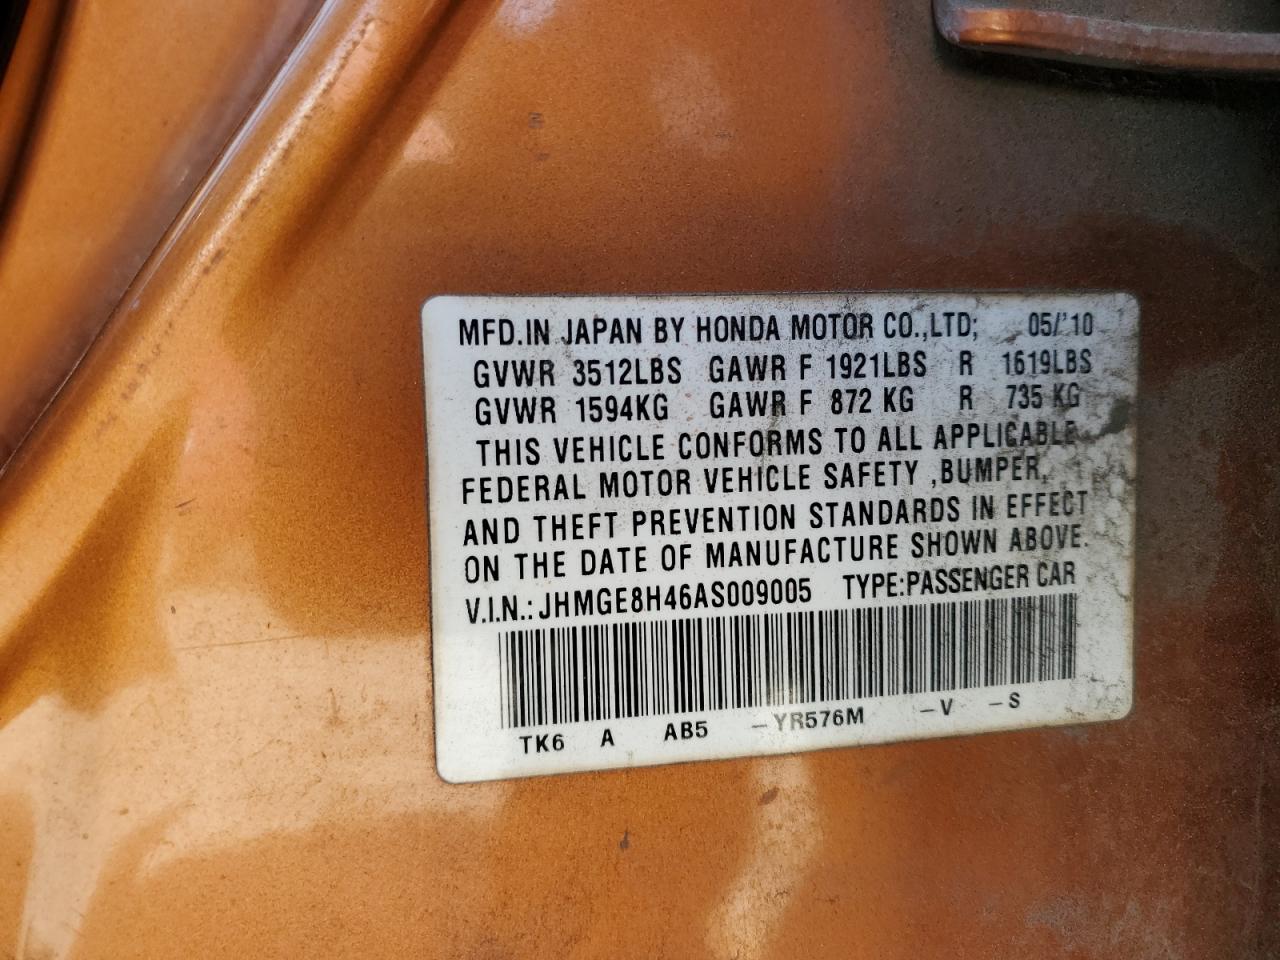 MFD.IN JAPAN BY HONDA MOTOR CO.,LTD; 05/'10
GVWR 3512LBS GAWR F 1921LBS R 1619LBS
GVWR 1594KG GAWR F 872 KG R 735 KG
THIS VEHICLE CONFORMS TO ALL APPLICABLE
FEDERAL MOTOR VEHICLE SAFETY ,BUMPER,
AND THEFT PREVENTION STANDARDS IN EFFECT
ON THE DATE OF MANUFACTURE SHOWN ABOVE.
V.I.N.: JHMGE8H46AS009005 TYPE:PASSENGER CAR
TK6 A AB5 -YR576M -V -S